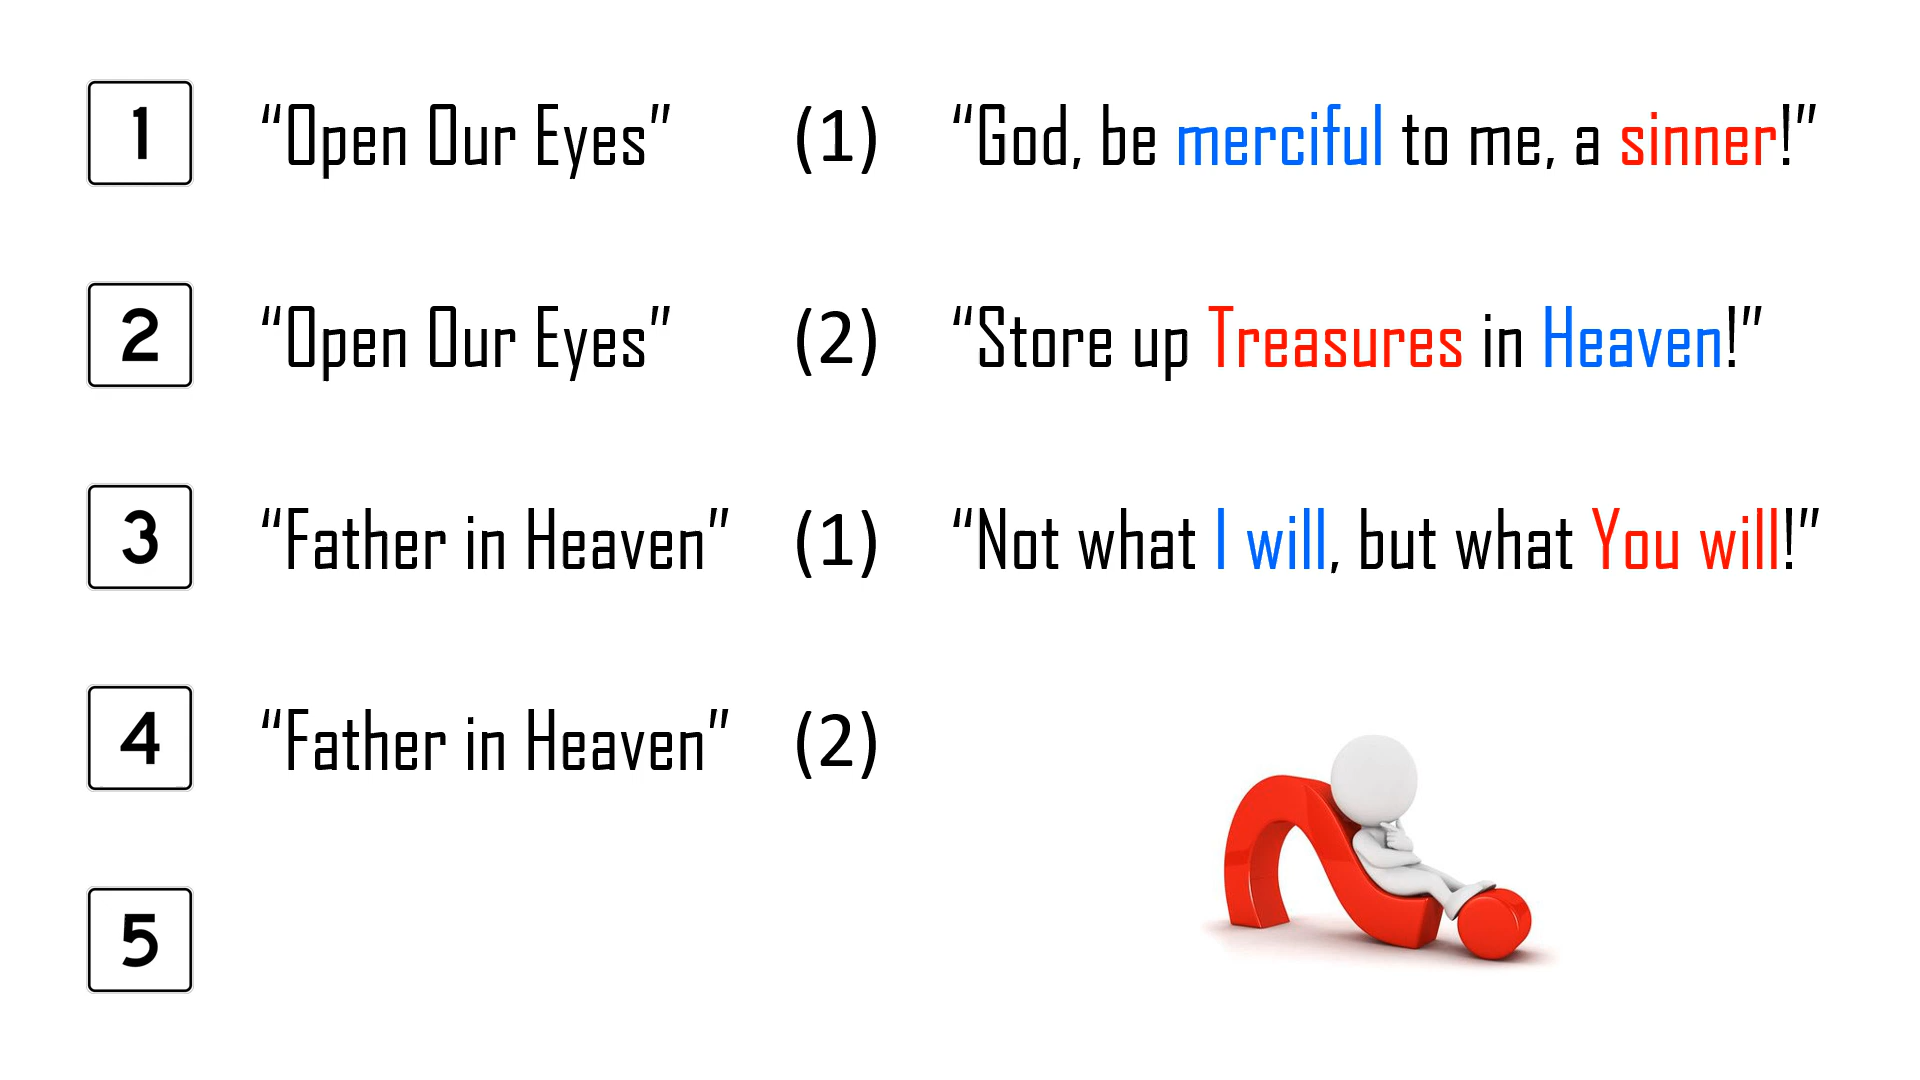 1 “Open Our Eyes” (1) “God, be merciful to me, a sinner!”
2 “Open Our Eyes” (2) “Store up Treasures in Heaven!”
3 “Father in Heaven” (1) “Not what I will, but what You will!”
4 “Father in Heaven” (2)
5